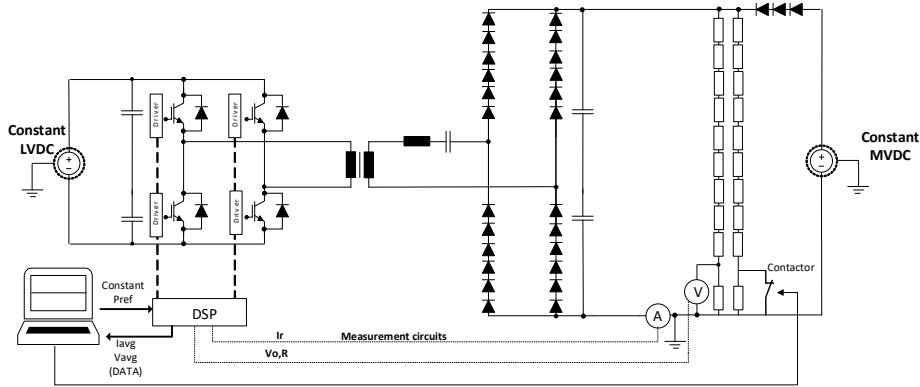 Constant
LVDC
Driver
Driver
Driver
Driver
Constant
MVDC
Contactor
V
A
Constant
Pref
DSP
Iavg
Vavg
(DATA)
Ir
Measurement circuits
Vo,R